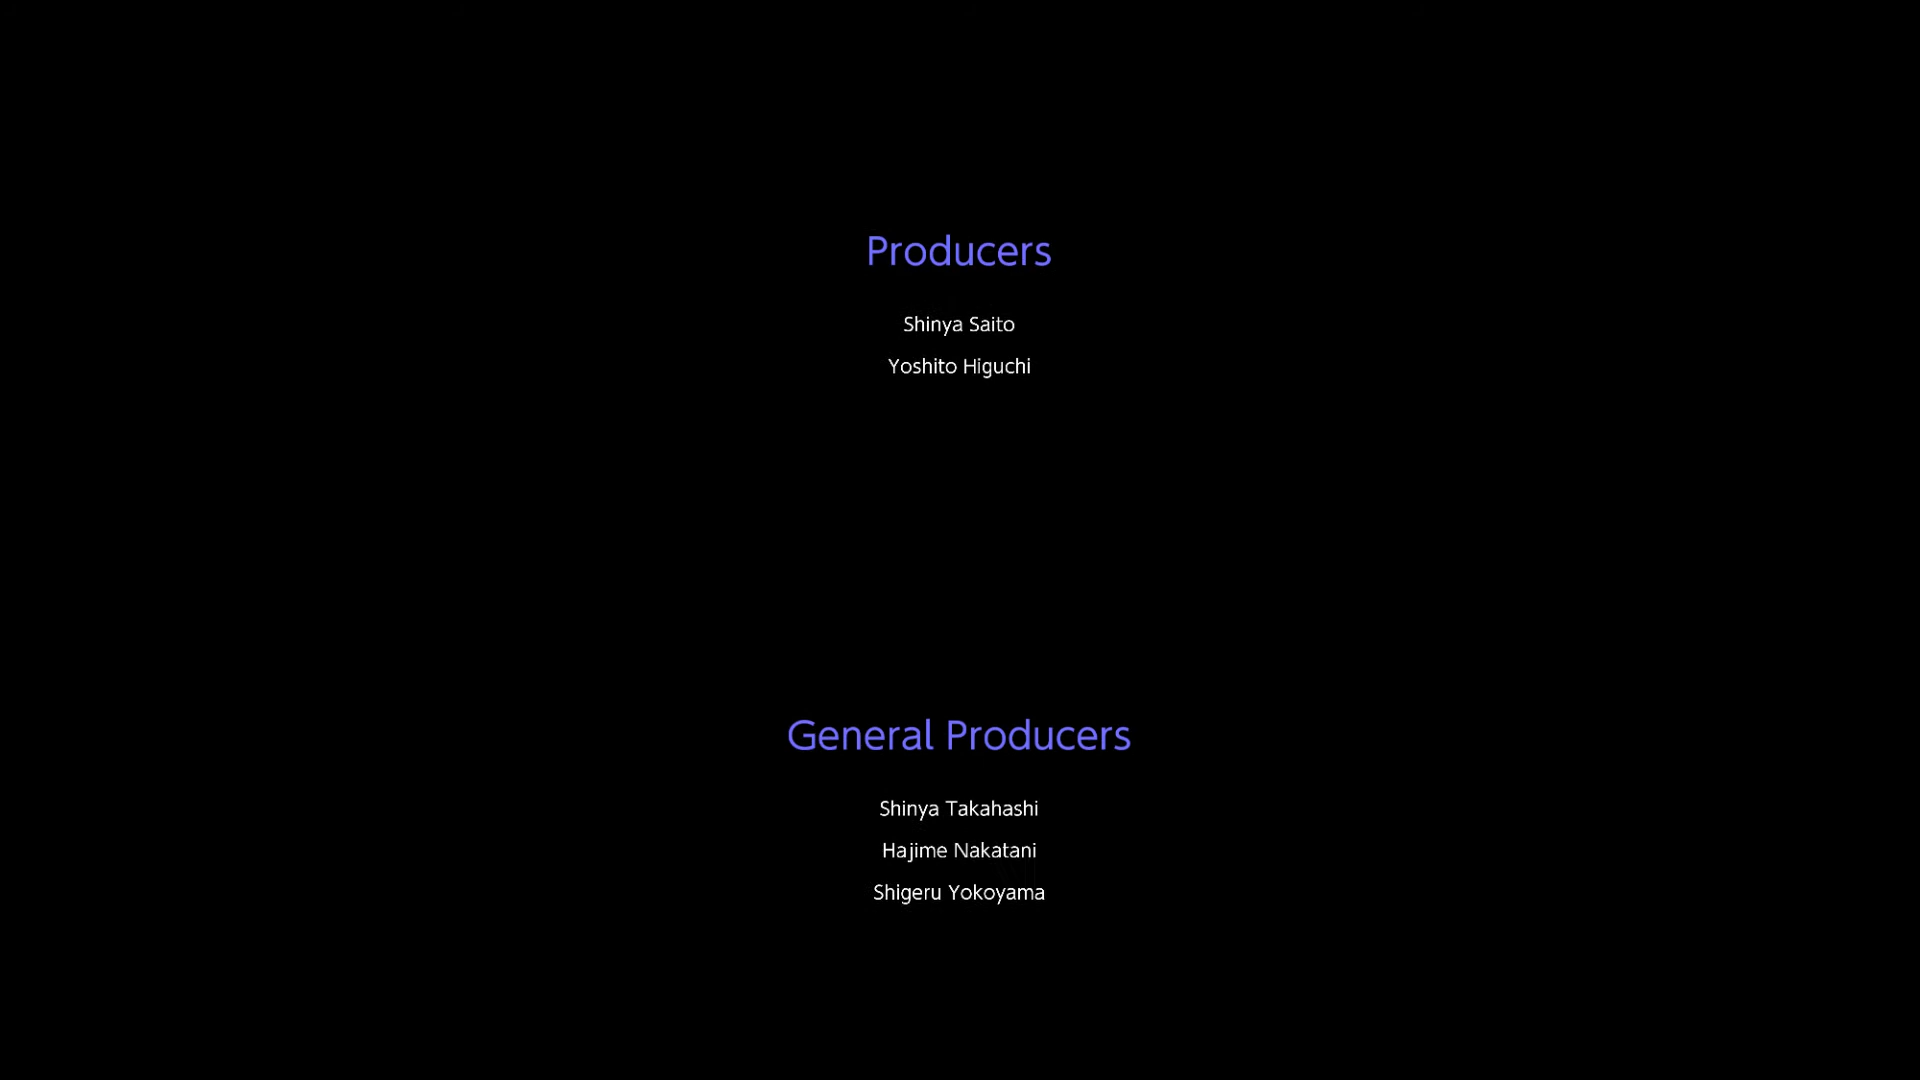 Producers
Shinya Saito
Yoshito Higuchi
General Producers
Shinya Takahashi
Hajime Nakatani
Shigeru Yokoyama